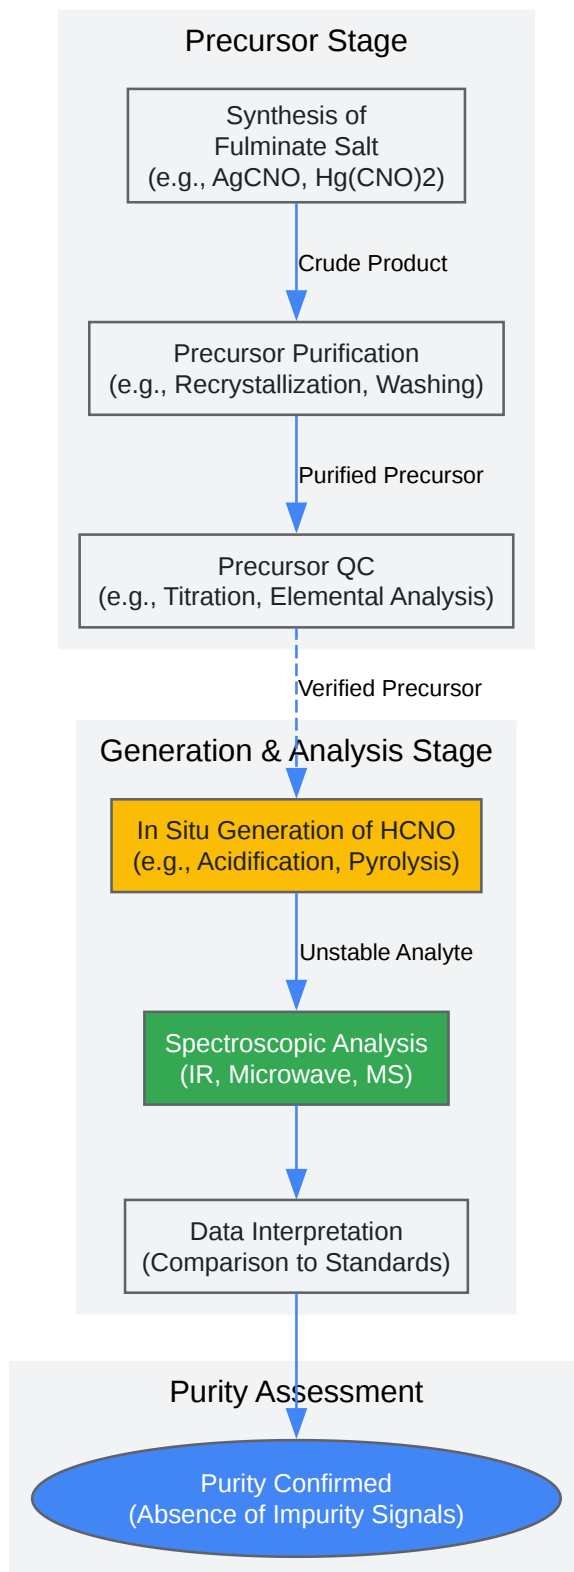 Precursor Stage
Synthesis of
Fulminate Salt
(e.g., AgCNO, Hg(CNO)2)
Crude Product
Precursor Purification
(e.g., Recrystallization, Washing)
Purified Precursor
Precursor QC
(e.g., Titration, Elemental Analysis)
Verified Precursor
Generation & Analysis Stage
In Situ Generation of HCNO
(e.g., Acidification, Pyrolysis)
Unstable Analyte
Spectroscopic Analysis
(IR, Microwave, MS)
Data Interpretation
(Comparison to Standards)
Purity Assessment
Purity Confirmed
(Absence of Impurity Signals)